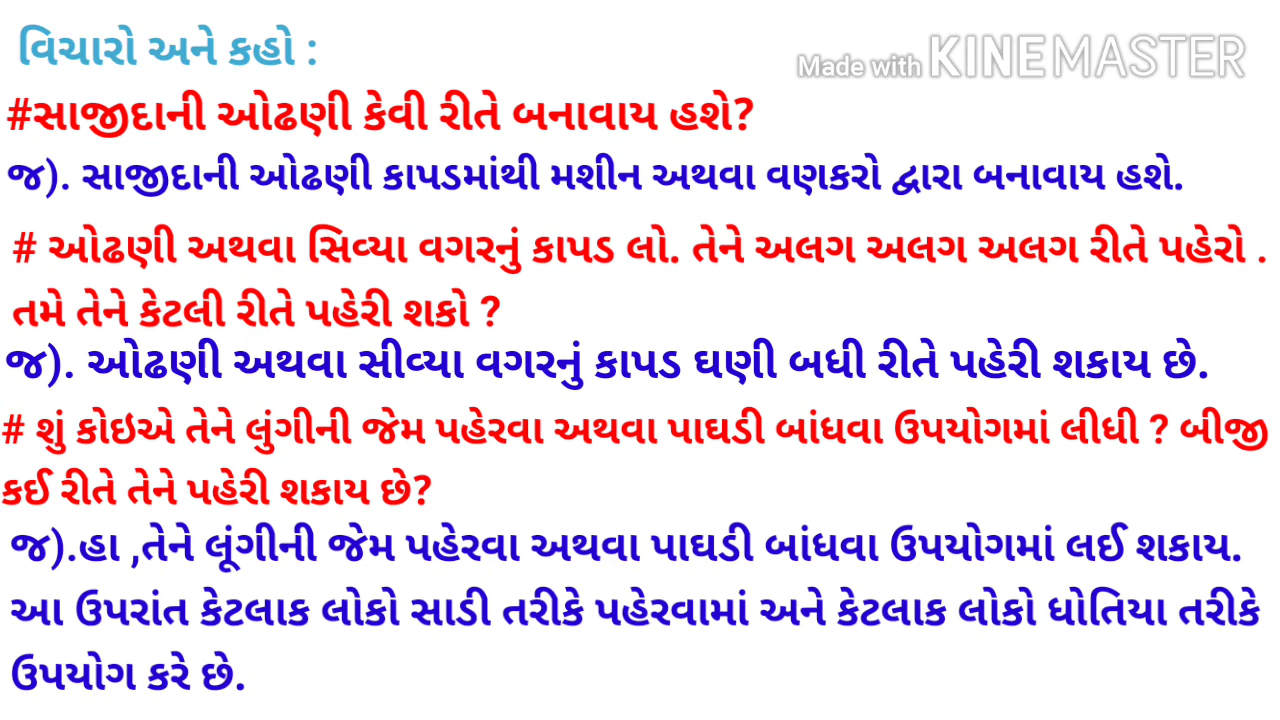 વિચારો અને કહો :
Made with KINEMASTER
#સાજીદાની ઓઢણી કેવી રીતે બનાવાય હશે?
જ). સાજીદાની ઓઢણી કાપડમાંથી મશીન અથવા વણકરો દ્વારા બનાવાય હશે.
# ઓઢણી અથવા સિવ્યા વગરનું કાપડ લો. તેને અલગ અલગ અલગ રીતે પહેરો .
તમે તેને કેટલી રીતે પહેરી શકો ?
જ). ઓઢણી અથવા સીવ્યા વગરનું કાપડ ઘણી બધી રીતે પહેરી શકાય છે.
# શું કોઇએ તેને લુંગીની જેમ પહેરવા અથવા પાઘડી બાંધવા ઉપયોગમાં લીધી ? બીજી
કઈ રીતે તેને પહેરી શકાય છે?
જ).હા ,તેને લૂંગીની જેમ પહેરવા અથવા પાઘડી બાંધવા ઉપયોગમાં લઈ શકાય.
આ ઉપરાંત કેટલાક લોકો સાડી તરીકે પહેરવામાં અને કેટલાક લોકો ધોતિયા તરીકે
ઉપયોગ કરે છે.